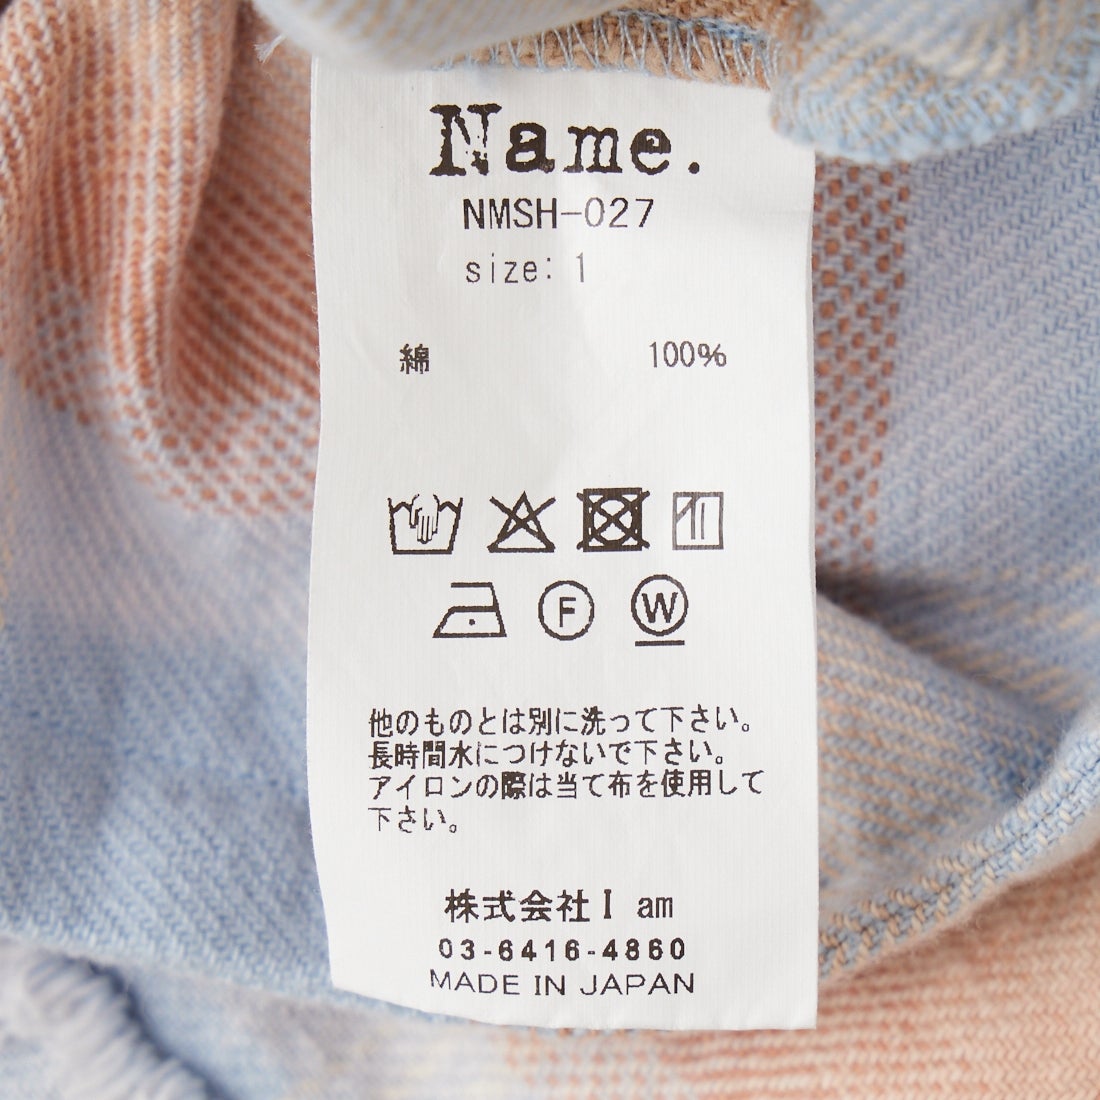 Name.
NMSH-027
size: 1
綿 100%
F W
他のものとは別に洗って下さい。
長時間水につけないで下さい。
アイロンの際は当て布を使用して
下さい。
株式会社I am
03-6416-4860
MADE IN JAPAN